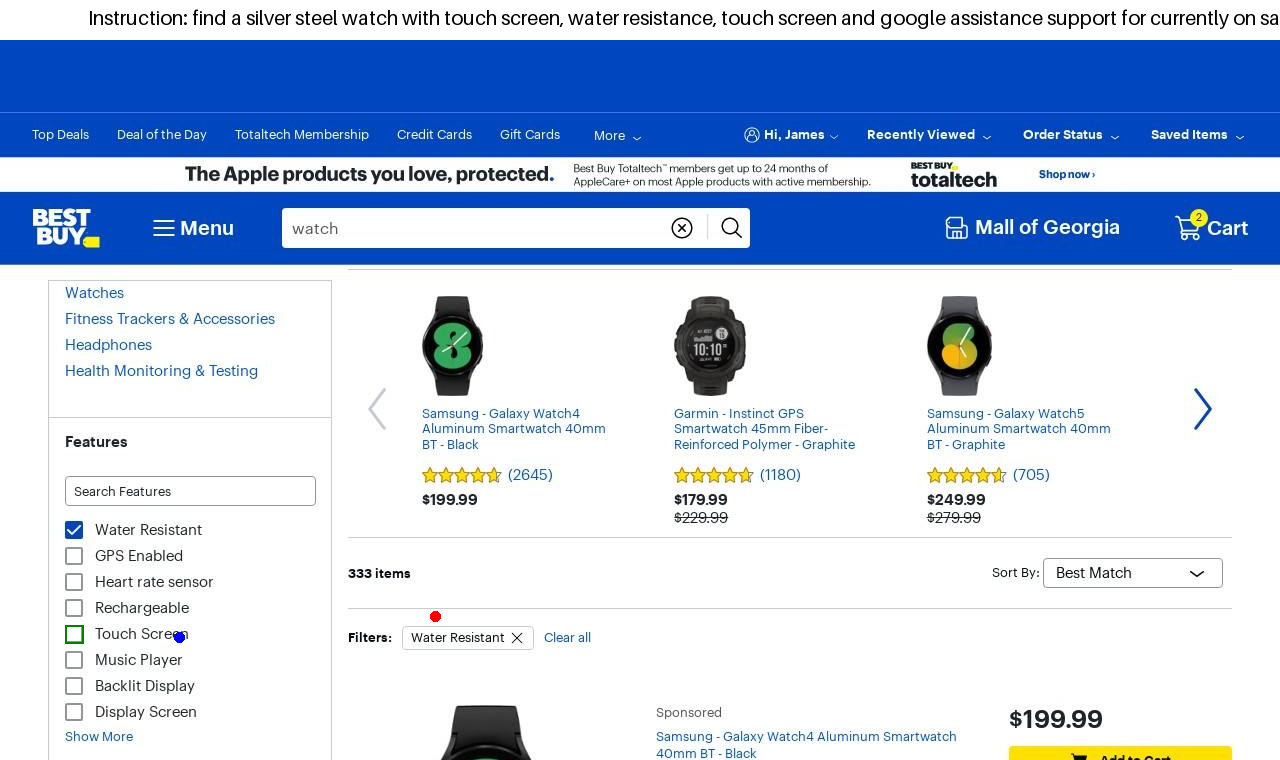 Instruction: find a silver steel watch with touch screen, water resistance, touch screen and google assistance support for currently on sa
Top Deals
Deal of the Day
Totaltech Membership
Credit Cards
Gift Cards
More
Hi, James
Recently Viewed
Order Status
Saved Items
The Apple products you love, protected.
Best Buy Totaltech™ members get up to 24 months of
AppleCare+ on most Apple products with active membership.
BEST BUY
totaltech
Shop now ›
BEST
BUY
Menu
watch
Mall of Georgia
2
Cart
Watches
Fitness Trackers & Accessories
Headphones
Health Monitoring & Testing
Features
Search Features
Water Resistant
GPS Enabled
Heart rate sensor
Rechargeable
Touch Screen
Music Player
Backlit Display
Display Screen
Show More
Samsung - Galaxy Watch4
Aluminum Smartwatch 40mm
BT - Black
(2645)
$199.99
Garmin - Instinct GPS
Smartwatch 45mm Fiber-
Reinforced Polymer - Graphite
(1180)
$179.99
$229.99
Samsung - Galaxy Watch5
Aluminum Smartwatch 40mm
BT - Graphite
(705)
$249.99
$279.99
333 items
Sort By:
Best Match
Filters:
Water Resistant
Clear all
Sponsored
Samsung - Galaxy Watch4 Aluminum Smartwatch
40mm BT - Black
$199.99
Add to Cart